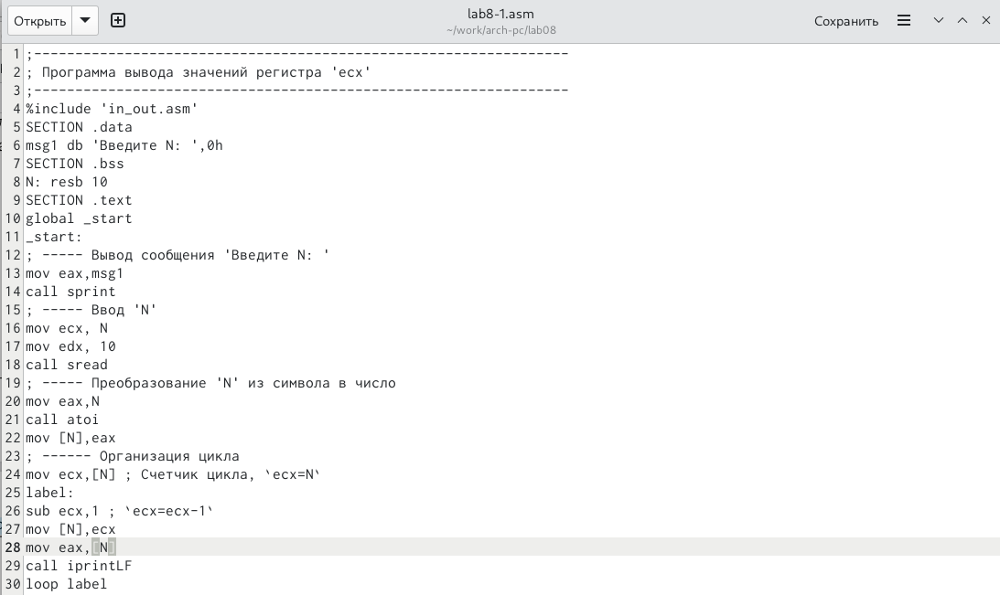 Открыть
lab8-1.asm
~/work/arch-pc/lab08
Сохранить
1 ;-----------------------------------------------------------------
2 ; Программа вывода значений регистра 'ecx'
3 ;-----------------------------------------------------------------
4 %include 'in_out.asm'
5 SECTION .data
6 msg1 db 'Введите N: ',0h
7 SECTION .bss
8 N: resb 10
9 SECTION .text
10 global _start
11 _start:
12 ; ----- Вывод сообщения 'Введите N: '
13 mov eax,msg1
14 call sprint
15 ; ----- Ввод 'N'
16 mov ecx, N
17 mov edx, 10
18 call sread
19 ; ----- Преобразование 'N' из символа в число
20 mov eax,N
21 call atoi
22 mov [N],eax
23 ; ------ Организация цикла
24 mov ecx,[N] ; Счетчик цикла, `ecx=N`
25 label:
26 sub ecx,1 ; `ecx=ecx-1`
27 mov [N],ecx
28 mov eax,[N]
29 call iprintLF
30 loop label